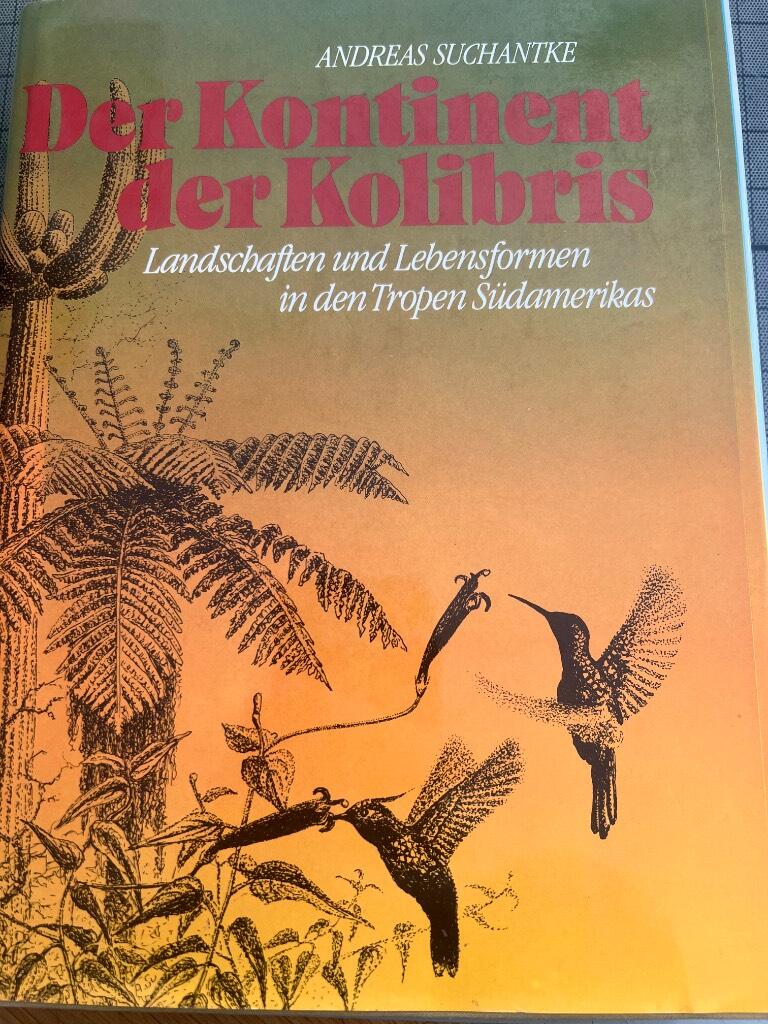 ANDREAS SUCHANTKE
Der Kontinent
der Kolibris
Landschaften und Lebensformen
in den Tropen Südamerikas